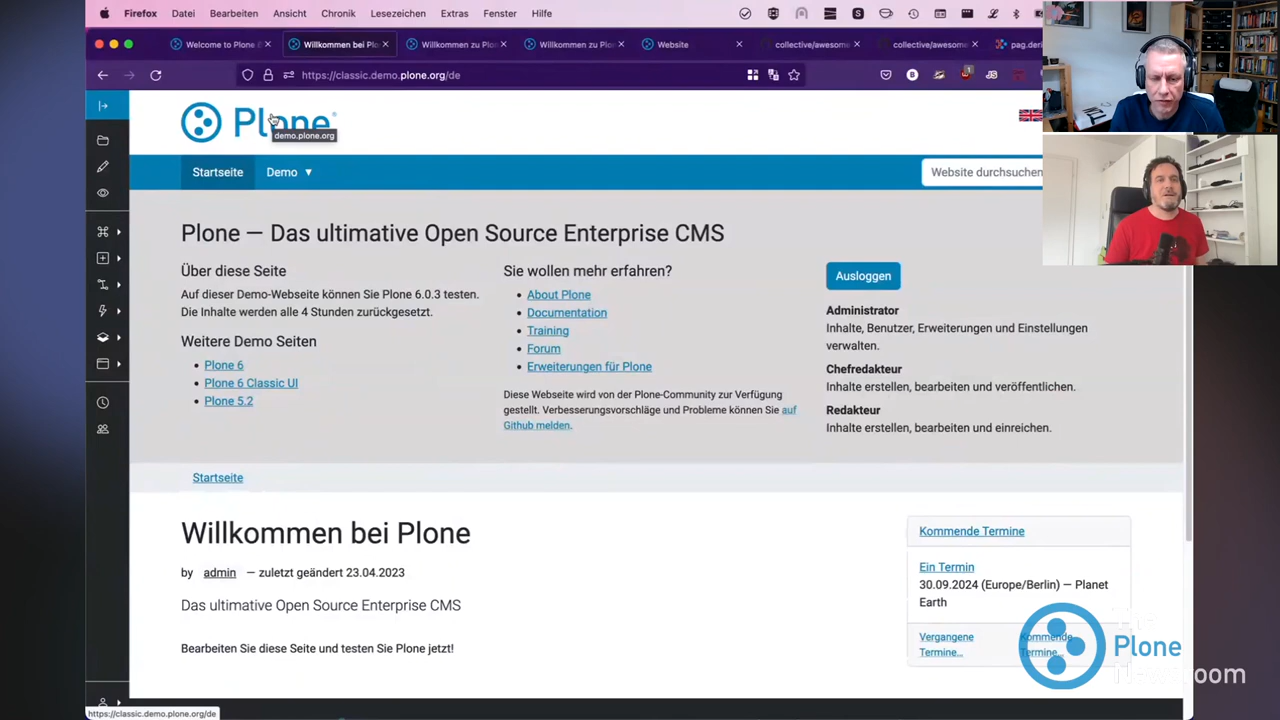 Firefox Datei Bearbeiten Ansicht Chronik Lesezeichen Extras Fenster Hilfe
Welcome to Plone
Willkommen bei Plo
Willkommen zu Plo
Willkommen zu Plo
Website
collective/awesome
collective/awesome
pag.deri
https://classic.demo.plone.org/de
Plone
demo.plone.org
Startseite
Demo
Website durchsuchen
Plone — Das ultimative Open Source Enterprise CMS
Über diese Seite
Auf dieser Demo-Webseite können Sie Plone 6.0.3 testen.
Die Inhalte werden alle 4 Stunden zurückgesetzt.
Weitere Demo Seiten
Plone 6
Plone 6 Classic UI
Plone 5.2
Sie wollen mehr erfahren?
About Plone
Documentation
Training
Forum
Erweiterungen für Plone
Diese Webseite wird von der Plone-Community zur Verfügung
gestellt. Verbesserungsvorschläge und Probleme können Sie auf
Github melden.
Ausloggen
Administrator
Inhalte, Benutzer, Erweiterungen und Einstellungen
verwalten.
Chefredakteur
Inhalte erstellen, bearbeiten und veröffentlichen.
Redakteur
Inhalte erstellen, bearbeiten und einreichen.
Startseite
Willkommen bei Plone
by admin — zuletzt geändert 23.04.2023
Das ultimative Open Source Enterprise CMS
Bearbeiten Sie diese Seite und testen Sie Plone jetzt!
Kommende Termine
Ein Termin
30.09.2024 (Europe/Berlin) — Planet
Earth
Vergangene
Termine…
Kommende
Termine…
The
Plone
Newsroom
https://classic.demo.plone.org/de